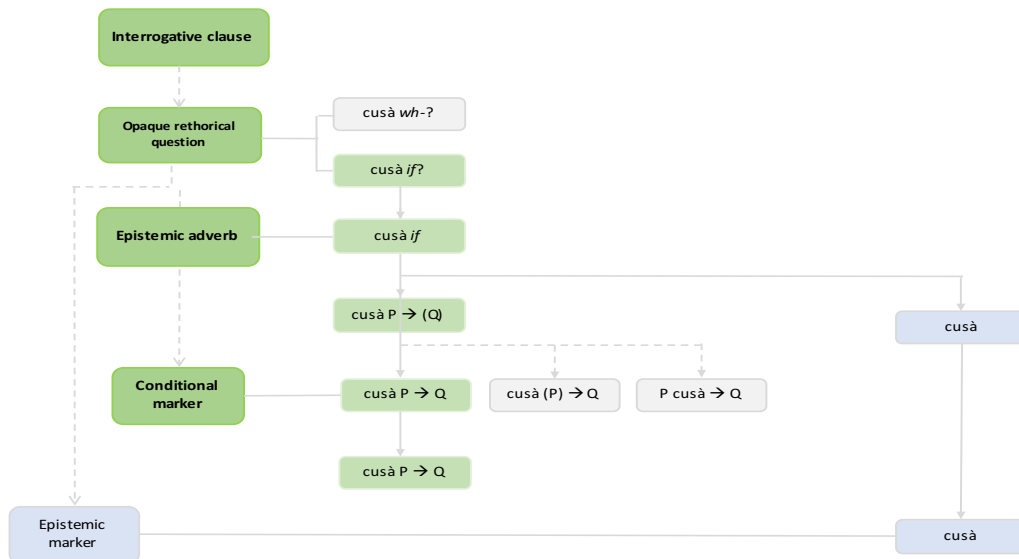 Interrogative clause
Opaque rethorical
question
cusà wh-?
cusà if?
Epistemic adverb
cusà if
cusà P → (Q)
cusà
Conditional
marker
cusà P → Q
cusà (P) → Q
P cusà → Q
cusà P → Q
Epistemic
marker
cusà